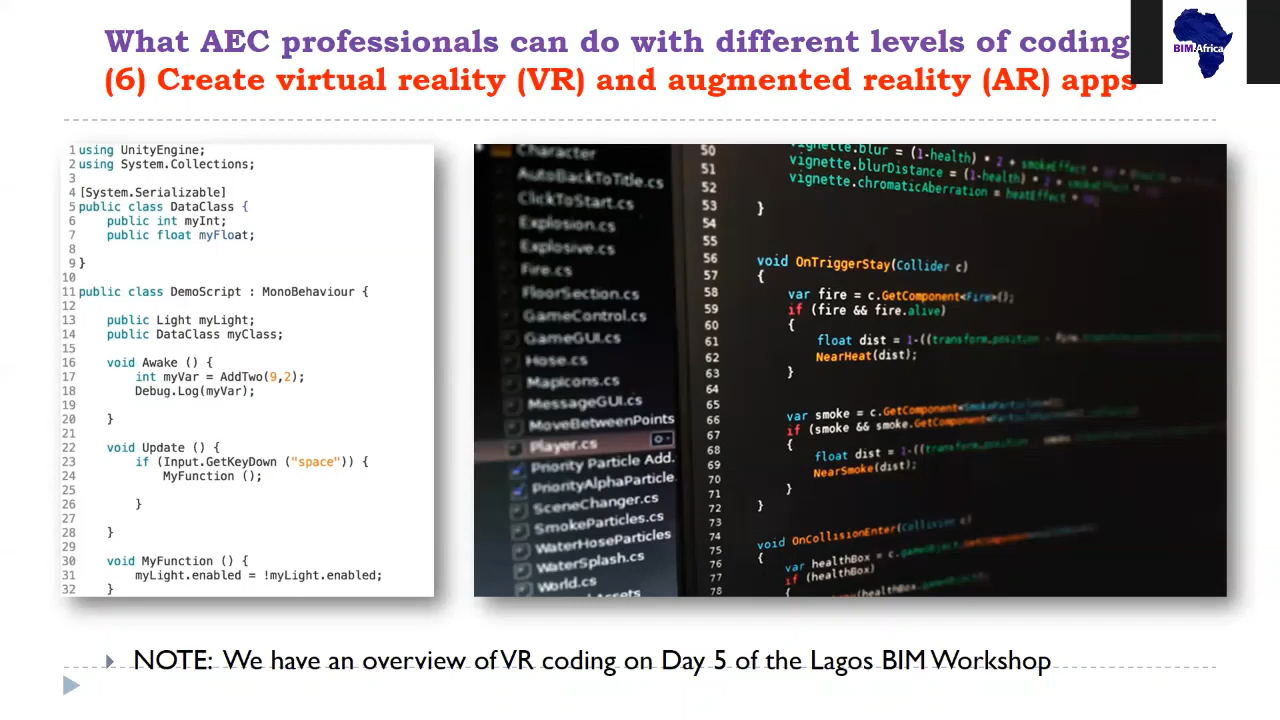 What AEC professionals can do with different levels of coding
(6) Create virtual reality (VR) and augmented reality (AR) apps
BIM Africa
1 using UnityEngine;
2 using System.Collections;
3
4 [System.Serializable]
5 public class DataClass {
6 public int myInt;
7 public float myFloat;
8
9 }
10
11 public class DemoScript : MonoBehaviour {
12
13 public Light myLight;
14 public DataClass myClass;
15
16 void Awake () {
17 int myVar = AddTwo(9,2);
18 Debug.Log(myVar);
19
20 }
21
22 void Update () {
23 if (Input.GetKeyDown ("space")) {
24 MyFunction ();
25
26 }
27
28 }
29
30 void MyFunction () {
31 myLight.enabled = !myLight.enabled;
32 }
Character
AutoBackToTitle.cs
ClickToStart.cs
Explosion.cs
Explosive.cs
Fire.cs
FloorSection.cs
GameControl.cs
GameGUI.cs
Hose.cs
MapIcons.cs
MessageGUI.cs
MoveBetweenPoints
Player.cs
Priority Particle Add.
PriorityAlphaParticle.
SceneChanger.cs
SmokeParticles.cs
WaterHoseParticles
WaterSplash.cs
World.cs
50 vignette.blur = (1-health) * 2 +
51 vignette.blurDistance = (1-health) * 2 +
52 vignette.chromaticAberration = heatEffect *
53 }
54
55
56 void OnTriggerStay(Collider c)
57 {
58 var fire = c.GetComponent<Fire>();
59 if (fire && fire.alive)
60 {
61 float dist = 1-((transform.position -
62 NearHeat(dist);
63 }
64
65
66 var smoke = c.GetComponent<SmokeParticles>();
67 if (smoke && smoke.GetComponent
68 {
69 float dist = 1-((transform.position
70 NearSmoke(dist);
71 }
72 }
73
74 void OnCollisionEnter(Collision c)
75 {
76 var healthBox = c.gameObject.
77 if (healthBox)
78 {
NOTE: We have an overview of VR coding on Day 5 of the Lagos BIM Workshop